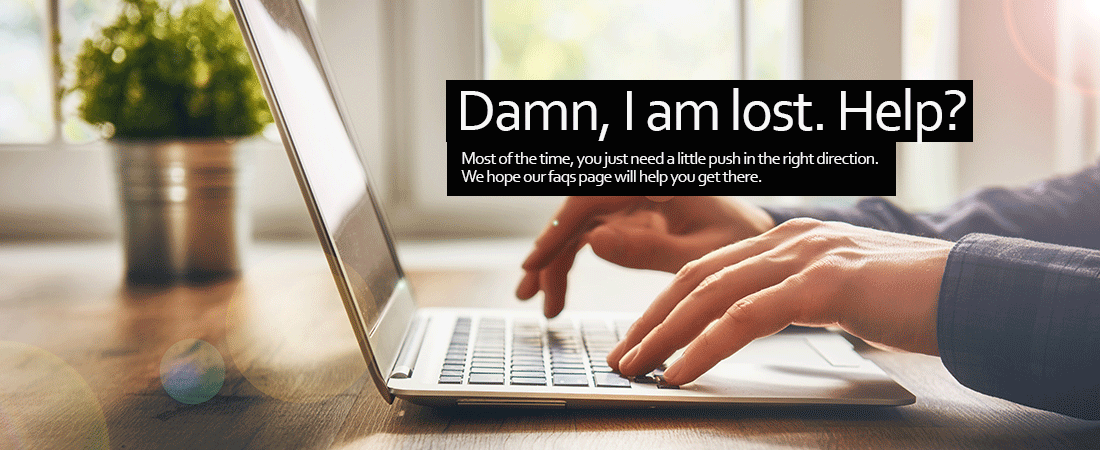 Damn, I am lost. Help?
Most of the time, you just need a little push in the right direction.
We hope our faqs page will help you get there.